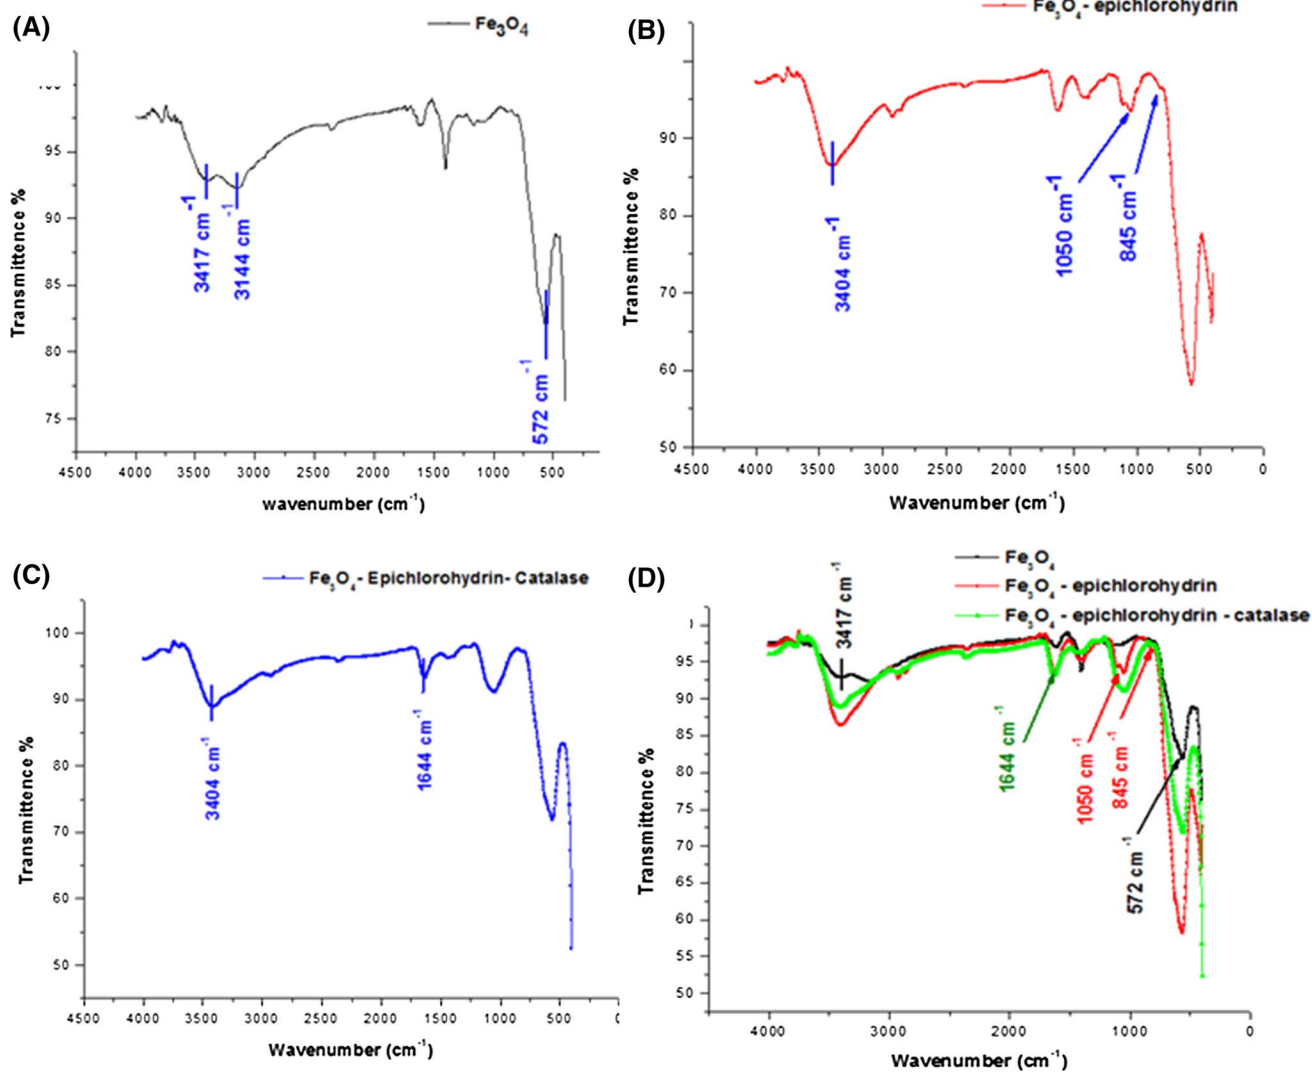 (A)
Fe₃O₄
95
90
85
80
75
Transmittence %
3417 cm⁻¹
3144 cm⁻¹
572 cm⁻¹
4500 4000 3500 3000 2500 2000 1500 1000 500
wavenumber (cm⁻¹)
(B)
Fe₃O₄ - epichlorohydrin
90
80
70
60
50
Transmittence %
3404 cm⁻¹
1050 cm⁻¹
845 cm⁻¹
4500 4000 3500 3000 2500 2000 1500 1000 500 0
Wavenumber (cm⁻¹)
(C)
Fe₃O₄ - Epichlorohydrin- Catalase
100
90
80
70
60
50
Transmittence %
3404 cm⁻¹
1644 cm⁻¹
4500 4000 3500 3000 2500 2000 1500 1000 500
Wavenumber (cm⁻¹)
(D)
Fe₃O₄
Fe₃O₄ - epichlorohydrin
Fe₃O₄ - epichlorohydrin - catalase
95
90
85
80
75
70
65
60
55
50
Transmittence %
3417 cm⁻¹
1644 cm⁻¹
1050 cm⁻¹
845 cm⁻¹
572 cm⁻¹
4000 3000 2000 1000 0
Wavenumber (cm⁻¹)